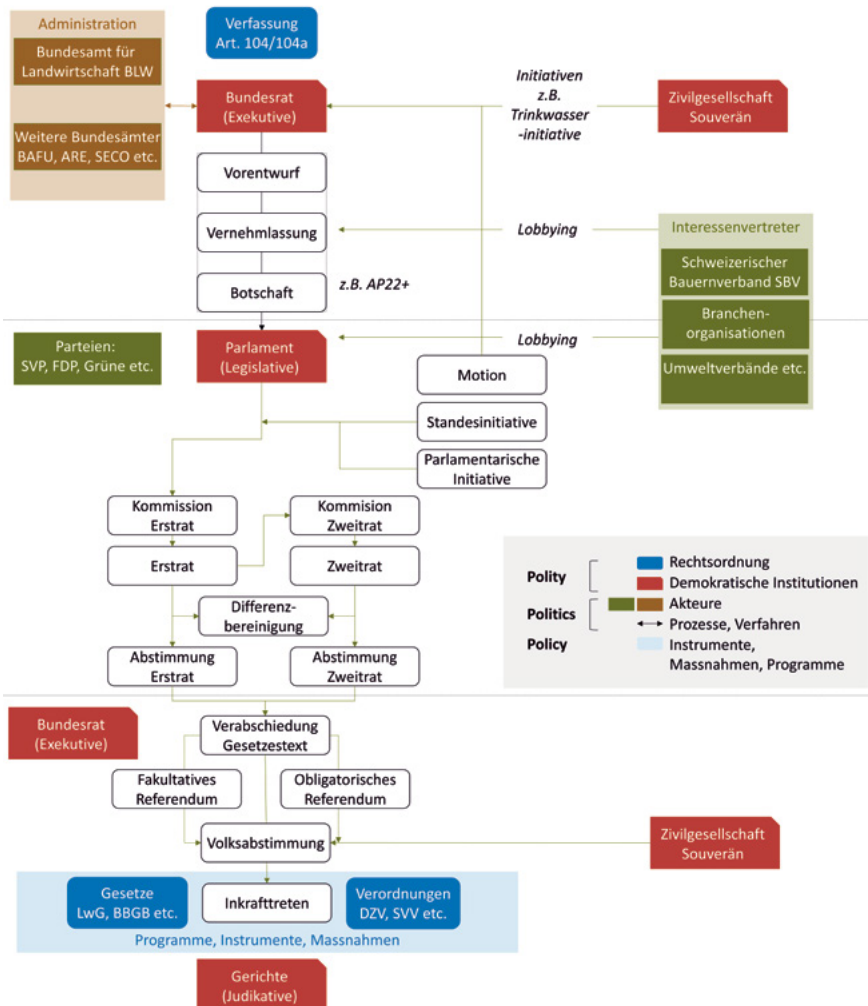 Administration
Bundesamt für
Landwirtschaft BLW
Weitere Bundesämter
BAFU, ARE, SECO etc.
Verfassung
Art. 104/104a
Bundesrat
(Exekutive)
Initiativen
z.B.
Trinkwasser
-initiative
Zivilgesellschaft
Souverän
Vorentwurf
Vernehmlassung
Lobbying
Botschaft
z.B. AP22+
Interessenvertreter
Schweizerischer
Bauernverband SBV
Branchen-
organisationen
Umweltverbände etc.
Parteien:
SVP, FDP, Grüne etc.
Parlament
(Legislative)
Lobbying
Motion
Standesinitiative
Parlamentarische
Initiative
Kommission
Erstrat
Kommision
Zweitrat
Erstrat
Zweitrat
Differenz-
bereinigung
Abstimmung
Erstrat
Abstimmung
Zweitrat
Polity
Politics
Policy
Rechtsordnung
Demokratische Institutionen
Akteure
Prozesse, Verfahren
Instrumente,
Massnahmen, Programme
Bundesrat
(Exekutive)
Verabschiedung
Gesetzestext
Fakultatives
Referendum
Obligatorisches
Referendum
Volksabstimmung
Zivilgesellschaft
Souverän
Gesetze
LwG, BBGB etc.
Inkrafttreten
Verordnungen
DZV, SVV etc.
Programme, Instrumente, Massnahmen
Gerichte
(Judikative)